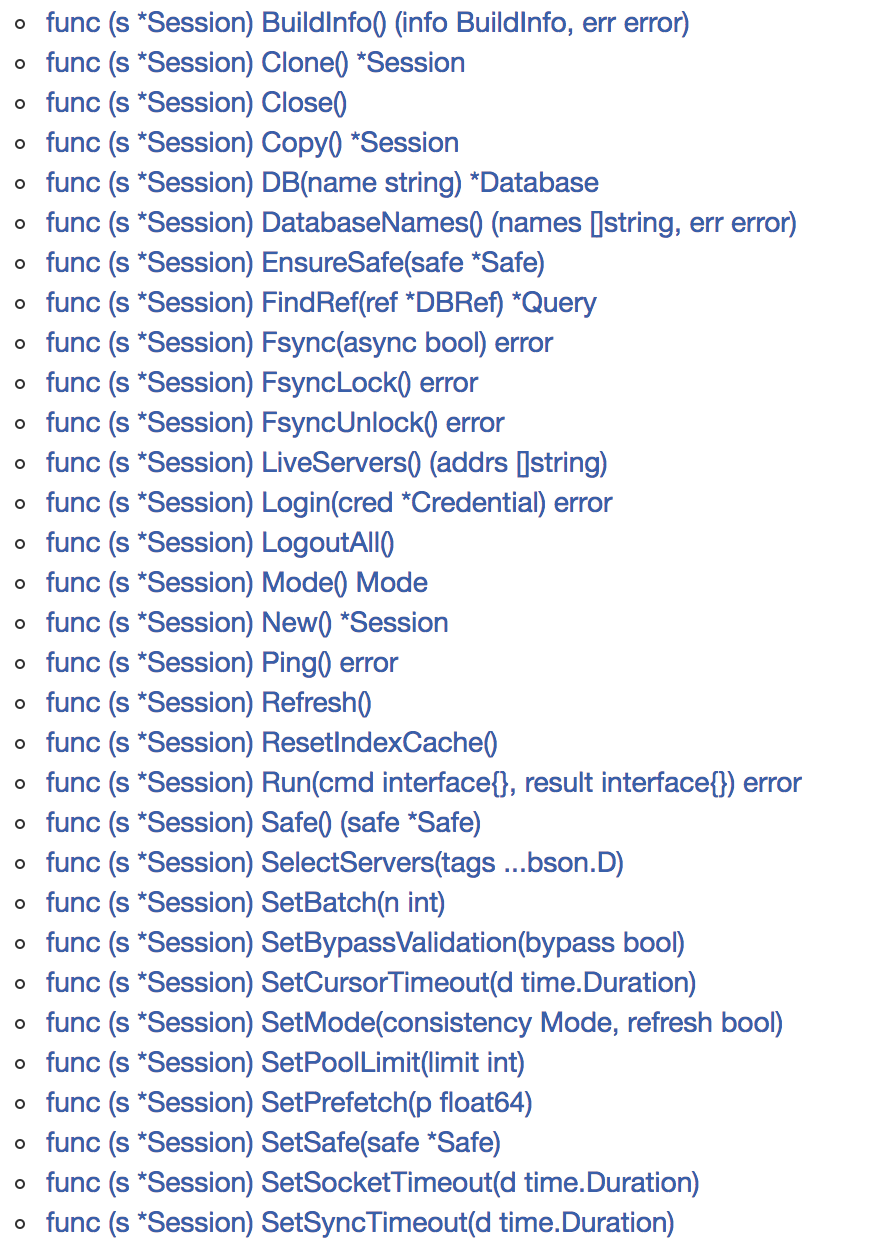 func (s *Session) BuildInfo() (info BuildInfo, err error)
func (s *Session) Clone() *Session
func (s *Session) Close()
func (s *Session) Copy() *Session
func (s *Session) DB(name string) *Database
func (s *Session) DatabaseNames() (names []string, err error)
func (s *Session) EnsureSafe(safe *Safe)
func (s *Session) FindRef(ref *DBRef) *Query
func (s *Session) Fsync(async bool) error
func (s *Session) FsyncLock() error
func (s *Session) FsyncUnlock() error
func (s *Session) LiveServers() (addrs []string)
func (s *Session) Login(cred *Credential) error
func (s *Session) LogoutAll()
func (s *Session) Mode() Mode
func (s *Session) New() *Session
func (s *Session) Ping() error
func (s *Session) Refresh()
func (s *Session) ResetIndexCache()
func (s *Session) Run(cmd interface{}, result interface{}) error
func (s *Session) Safe() (safe *Safe)
func (s *Session) SelectServers(tags ...bson.D)
func (s *Session) SetBatch(n int)
func (s *Session) SetBypassValidation(bypass bool)
func (s *Session) SetCursorTimeout(d time.Duration)
func (s *Session) SetMode(consistency Mode, refresh bool)
func (s *Session) SetPoolLimit(limit int)
func (s *Session) SetPrefetch(p float64)
func (s *Session) SetSafe(safe *Safe)
func (s *Session) SetSocketTimeout(d time.Duration)
func (s *Session) SetSyncTimeout(d time.Duration)